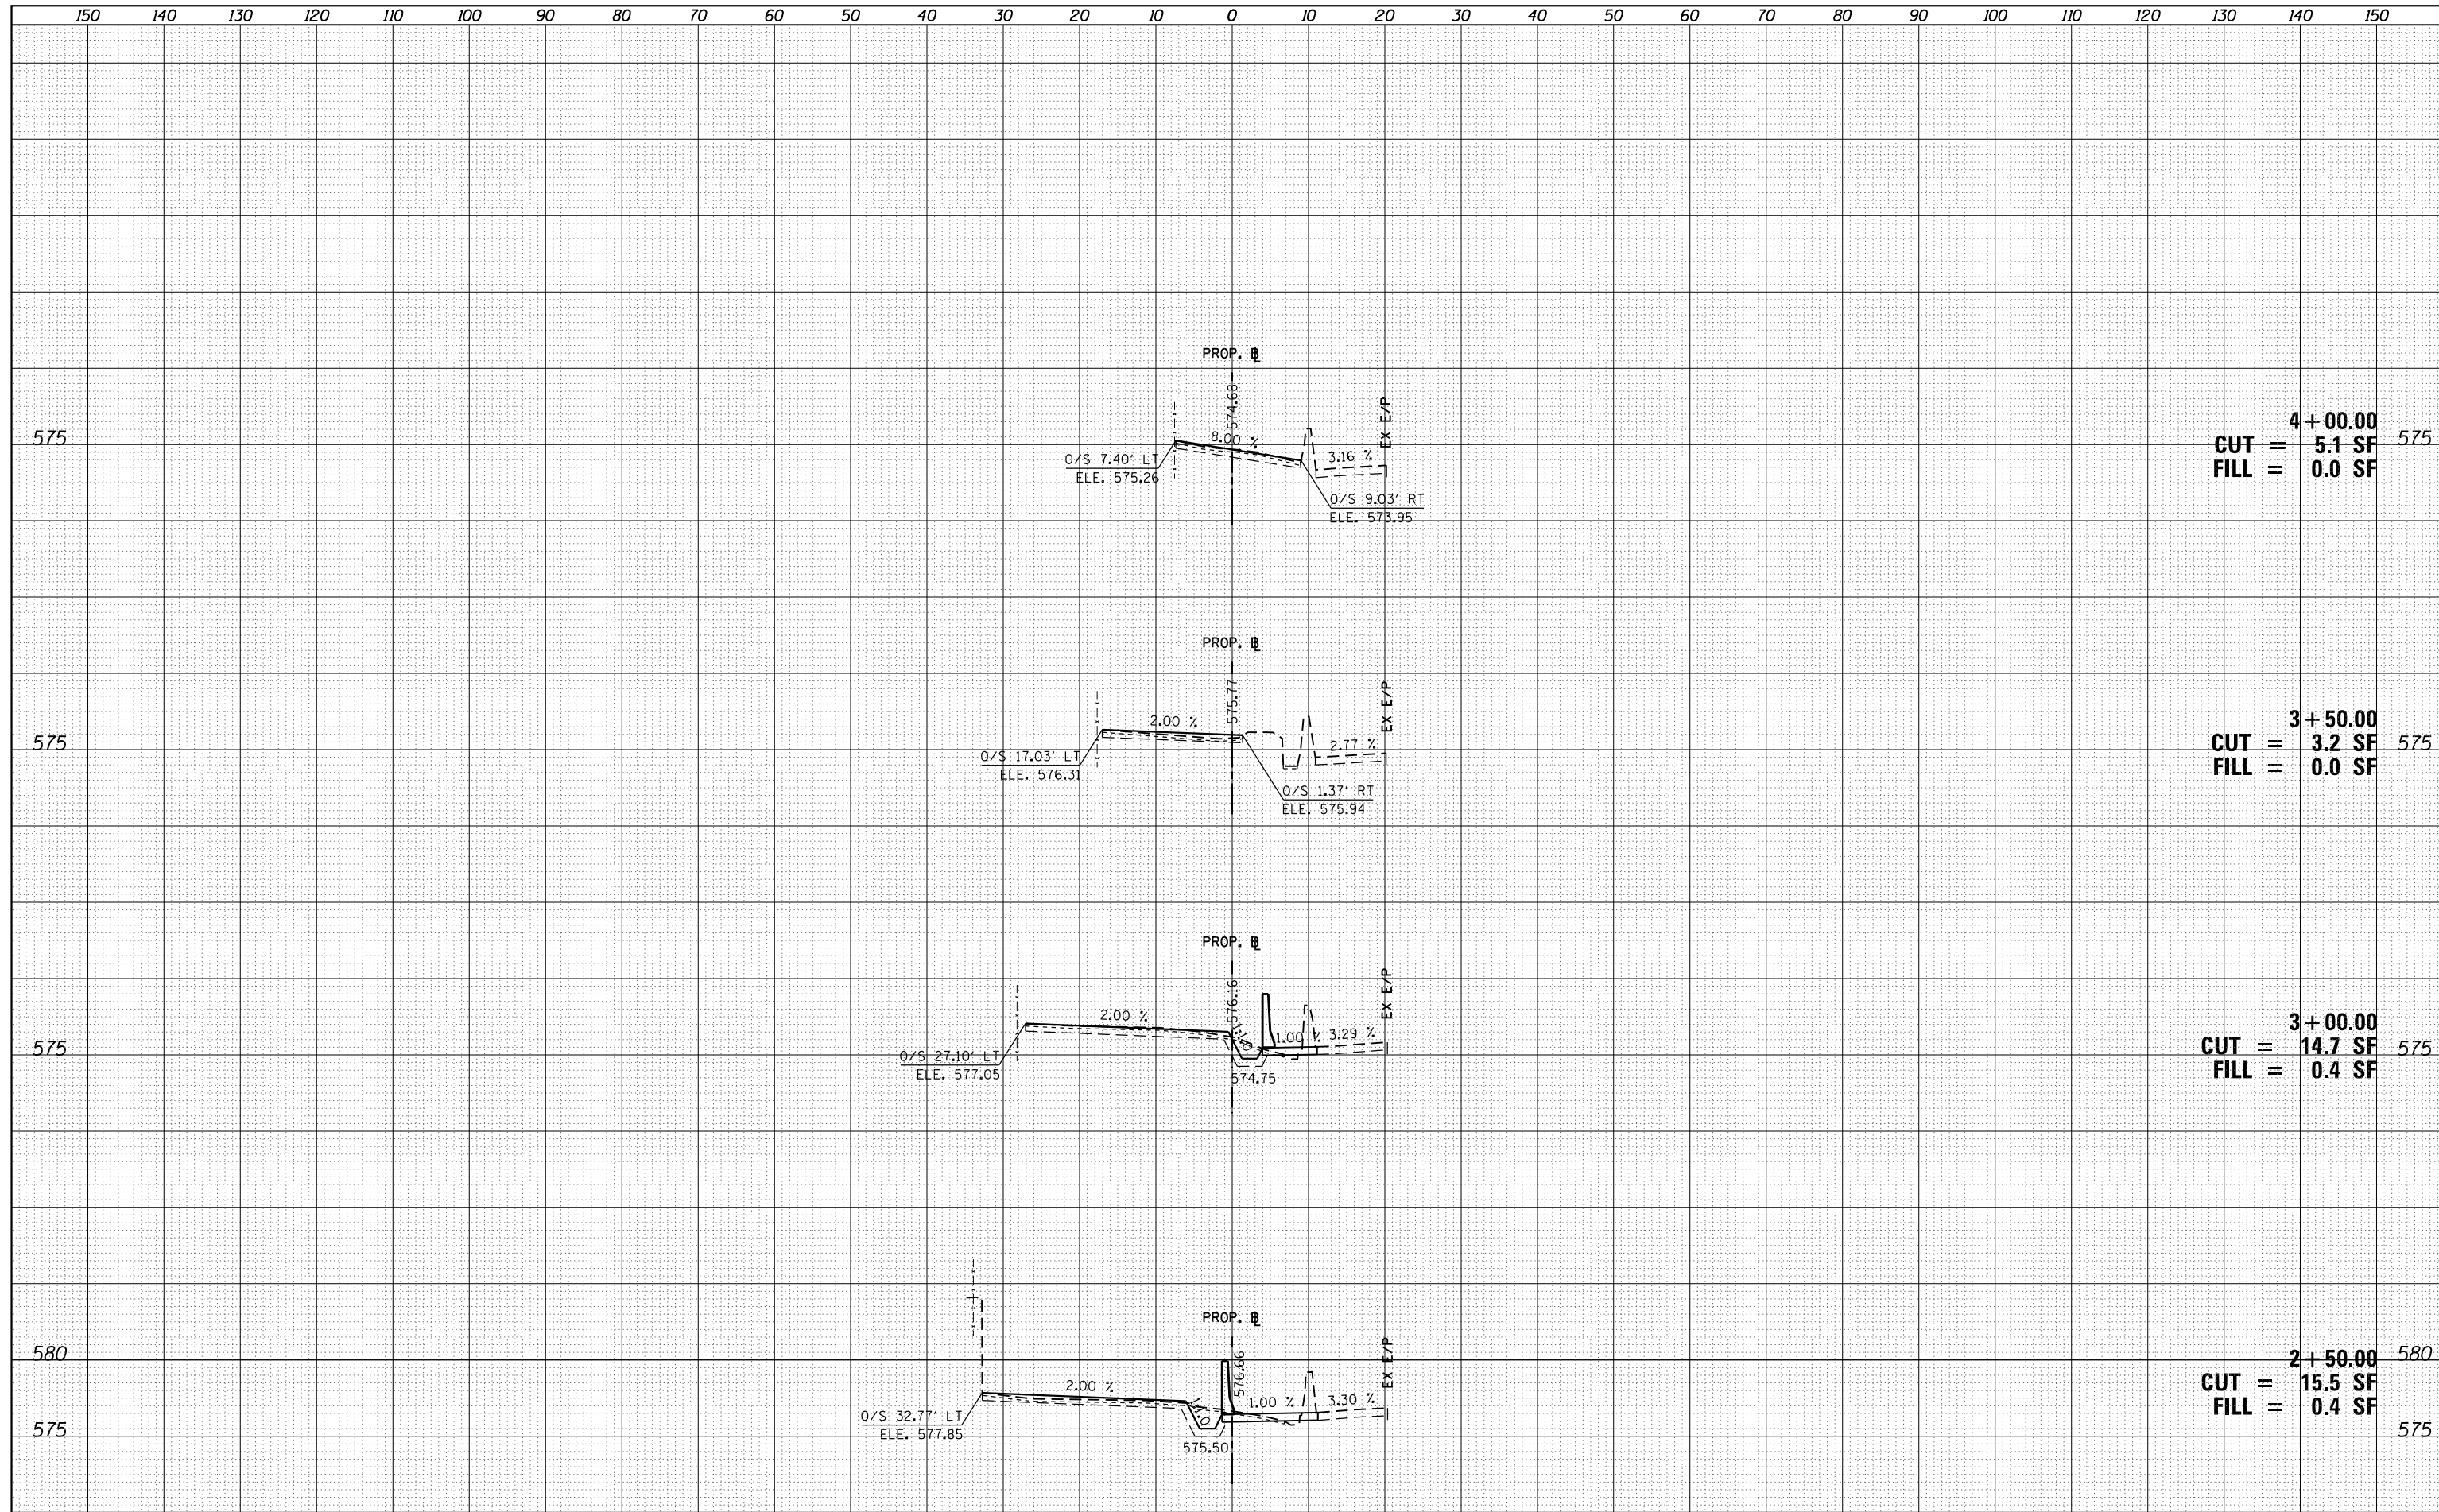 150 140 130 120 110 100 90 80 70 60 50 40 30 20 10 0 10 20 30 40 50 60 70 80 90 100 110 120 130 140 150
PROP. BL
574.68
EX E/P
8.00 %
3.16 %
O/S 7.40' LT
ELE. 575.26
O/S 9.03' RT
ELE. 573.95
575
4+00.00
CUT = 5.1 SF
FILL = 0.0 SF
575
PROP. BL
575.77
EX E/P
2.00 %
2.77 %
O/S 17.03' LT
ELE. 576.31
O/S 1.37' RT
ELE. 575.94
575
3+50.00
CUT = 3.2 SF
FILL = 0.0 SF
575
PROP. BL
576.16
EX E/P
2.00 %
1.00 %
3.29 %
O/S 27.10' LT
ELE. 577.05
574.75
575
3+00.00
CUT = 14.7 SF
FILL = 0.4 SF
575
PROP. BL
576.66
EX E/P
580
2.00 %
1.00 %
3.30 %
O/S 32.77' LT
ELE. 577.85
575.50
575
2+50.00
CUT = 15.5 SF
FILL = 0.4 SF
580
575